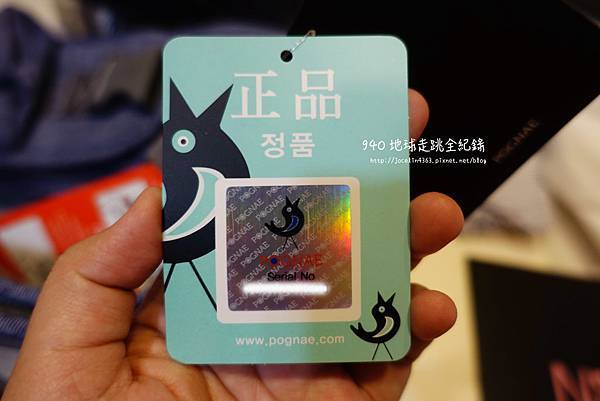 正品
정품
940 地球走跳全紀錄
http://jocelin4363.pixnet.net/blog
POGNAE
POGNAE
Serial No
www.pognae.com